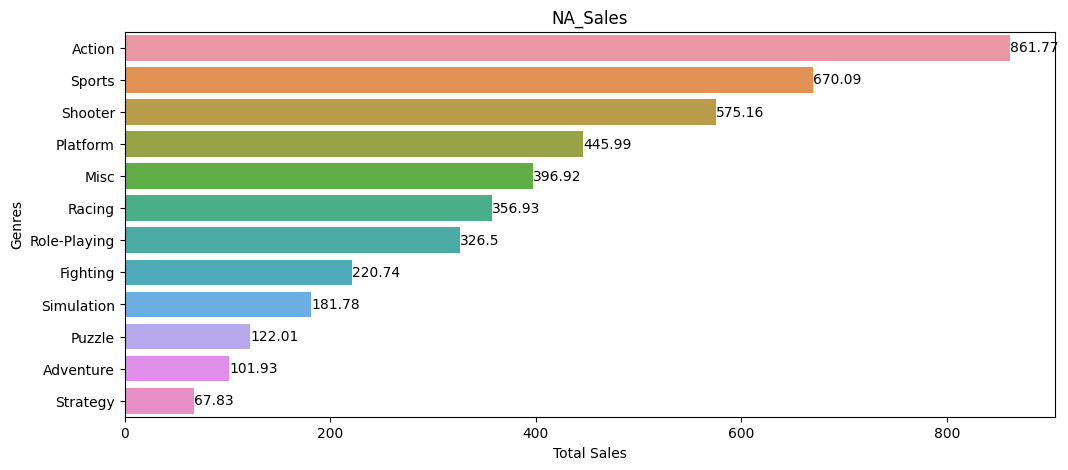 NA_Sales
Genres
Action 861.77
Sports 670.09
Shooter 575.16
Platform 445.99
Misc 396.92
Racing 356.93
Role-Playing 326.5
Fighting 220.74
Simulation 181.78
Puzzle 122.01
Adventure 101.93
Strategy 67.83
0 200 400 600 800
Total Sales